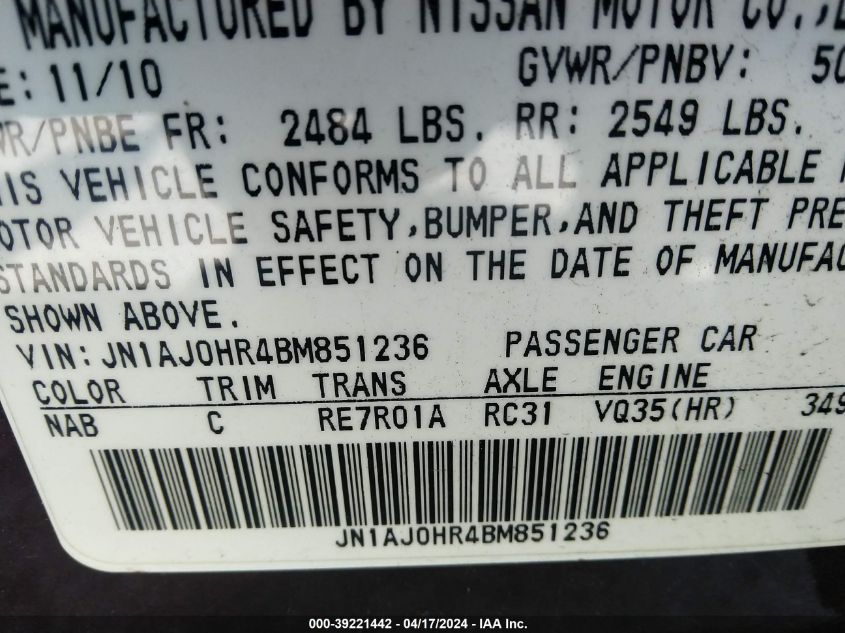 MANUFACTURED BY NISSAN MOTOR CO.,
E: 11/10 GVWR/PNBV: 50
WR/PNBE FR: 2484 LBS. RR: 2549 LBS.
HIS VEHICLE CONFORMS TO ALL APPLICABLE
OTOR VEHICLE SAFETY,BUMPER,AND THEFT PRE
STANDARDS IN EFFECT ON THE DATE OF MANUFAC
SHOWN ABOVE.
VIN: JN1AJ0HR4BM851236 PASSENGER CAR
COLOR TRIM TRANS AXLE ENGINE
NAB C RE7R01A RC31 VQ35(HR) 349
JN1AJ0HR4BM851236
000-39221442 - 04/17/2024 - IAA Inc.